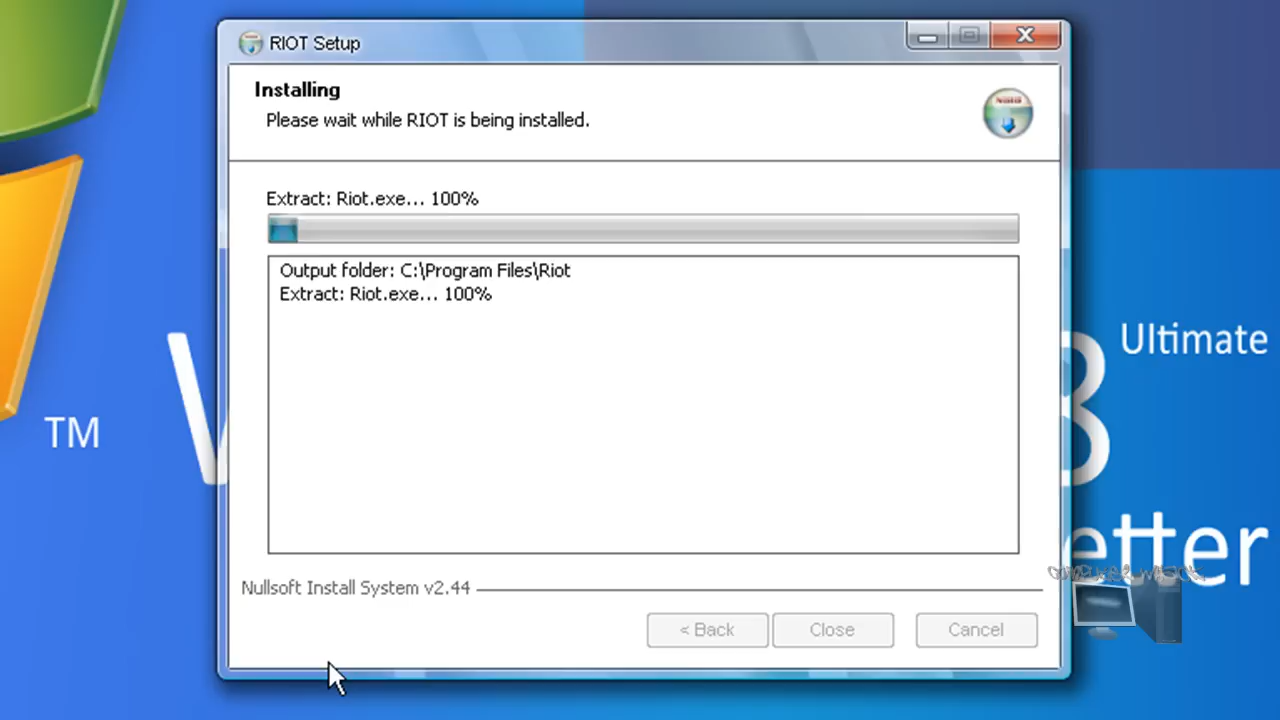 RIOT Setup
Installing
Please wait while RIOT is being installed.
Extract: Riot.exe... 100%
Output folder: C:\Program Files\Riot
Extract: Riot.exe... 100%
Ultimate
TM
etter
Nullsoft Install System v2.44
< Back
Close
Cancel